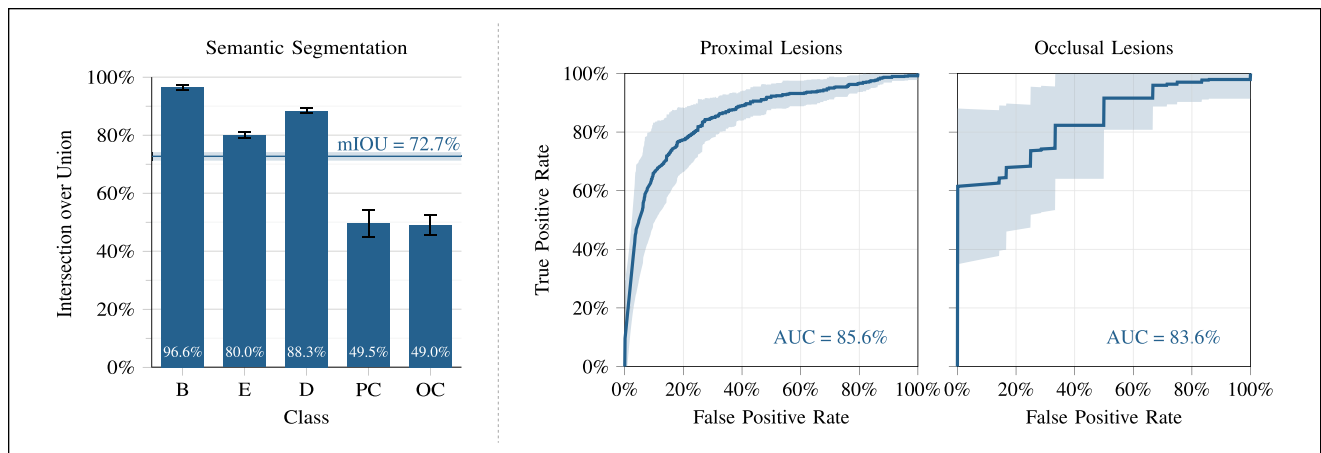 Semantic Segmentation
Intersection over Union
100%
80%
60%
40%
20%
0%
mIOU = 72.7%
96.6%
80.0%
88.3%
49.5%
49.0%
B
E
D
PC
OC
Class
Proximal Lesions
True Positive Rate
100%
80%
60%
40%
20%
0%
AUC = 85.6%
0%
20%
40%
60%
80%
100%
False Positive Rate
Occlusal Lesions
AUC = 83.6%
0%
20%
40%
60%
80%
100%
False Positive Rate